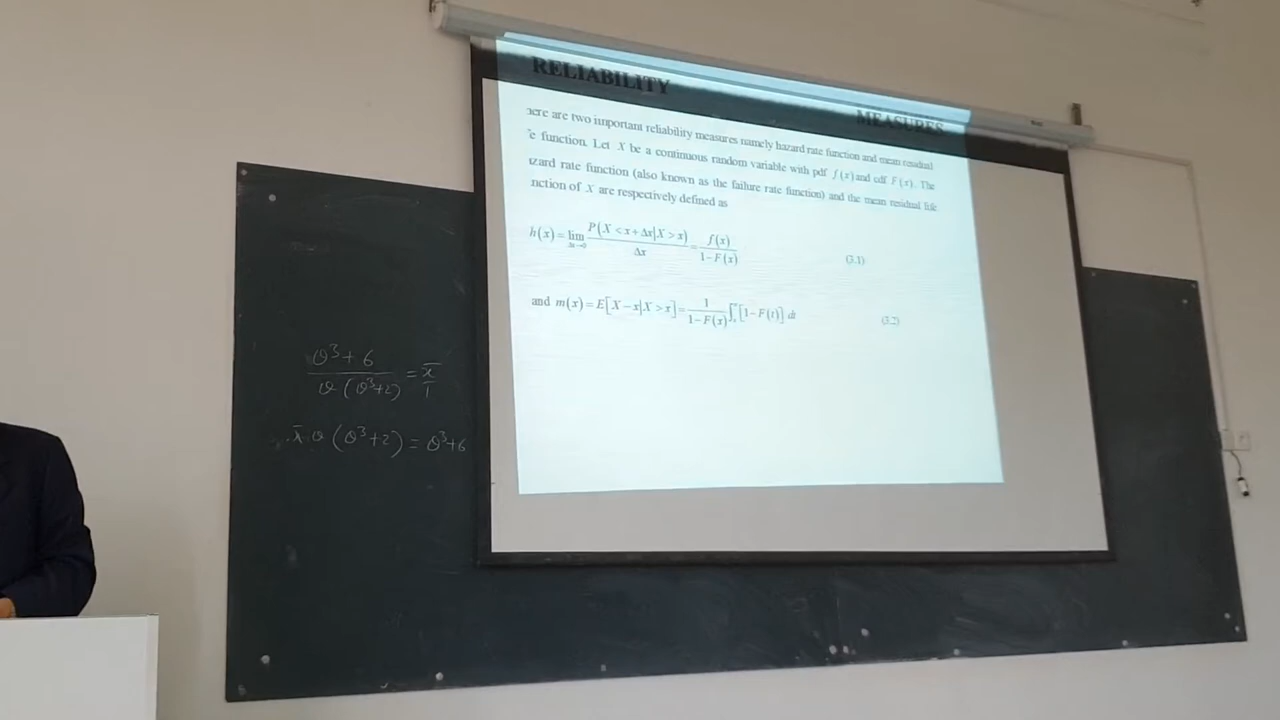 RELIABILITY
MEASURES
ere are two important reliability measures namely hazard rate function and mean residual
e function. Let X be a continuous random variable with pdf f(x) and cdf F(x). The
zard rate function (also known as the failure rate function) and the mean residual life
nction of X are respectively defined as
h(x) = lim Δx→0 P(X < x + Δx|X > x) / Δx = f(x) / 1 − F(x) (3.1)
and m(x) = E[X − x|X > x] = 1 / 1 − F(x) ∫ₓ^∞ [1 − F(t)] dt (3.2)
θ³ + 6 / θ(θ³+2) = x̄ / 1
x̄ θ (θ³+2) = θ³+6